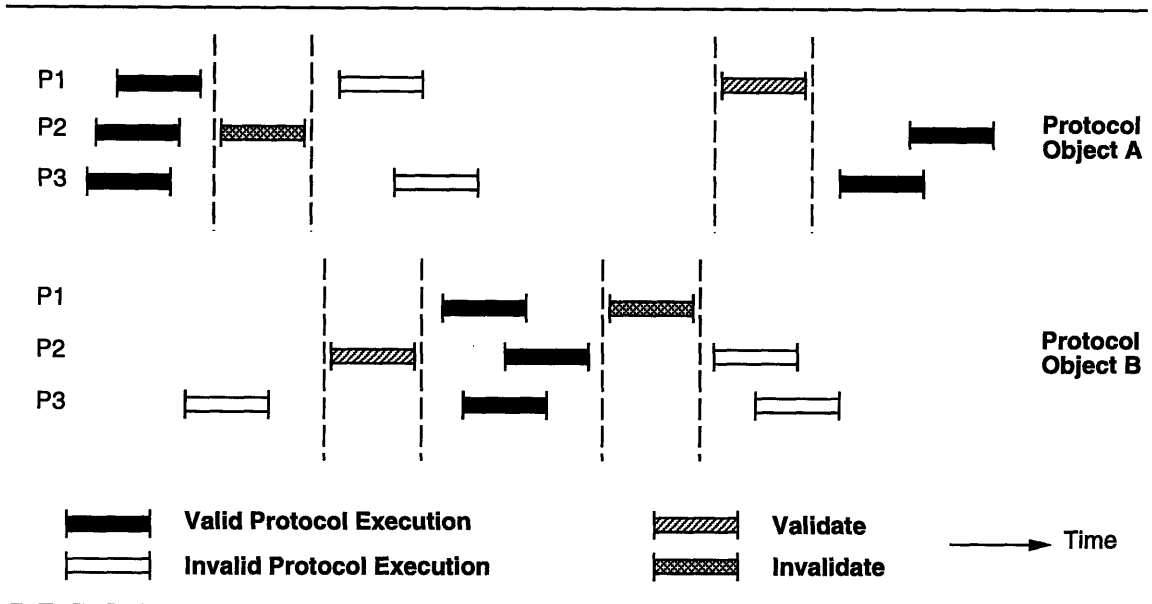 P1
P2
P3
Protocol
Object A
P1
P2
P3
Protocol
Object B
Valid Protocol Execution
Invalid Protocol Execution
Validate
Invalidate
Time